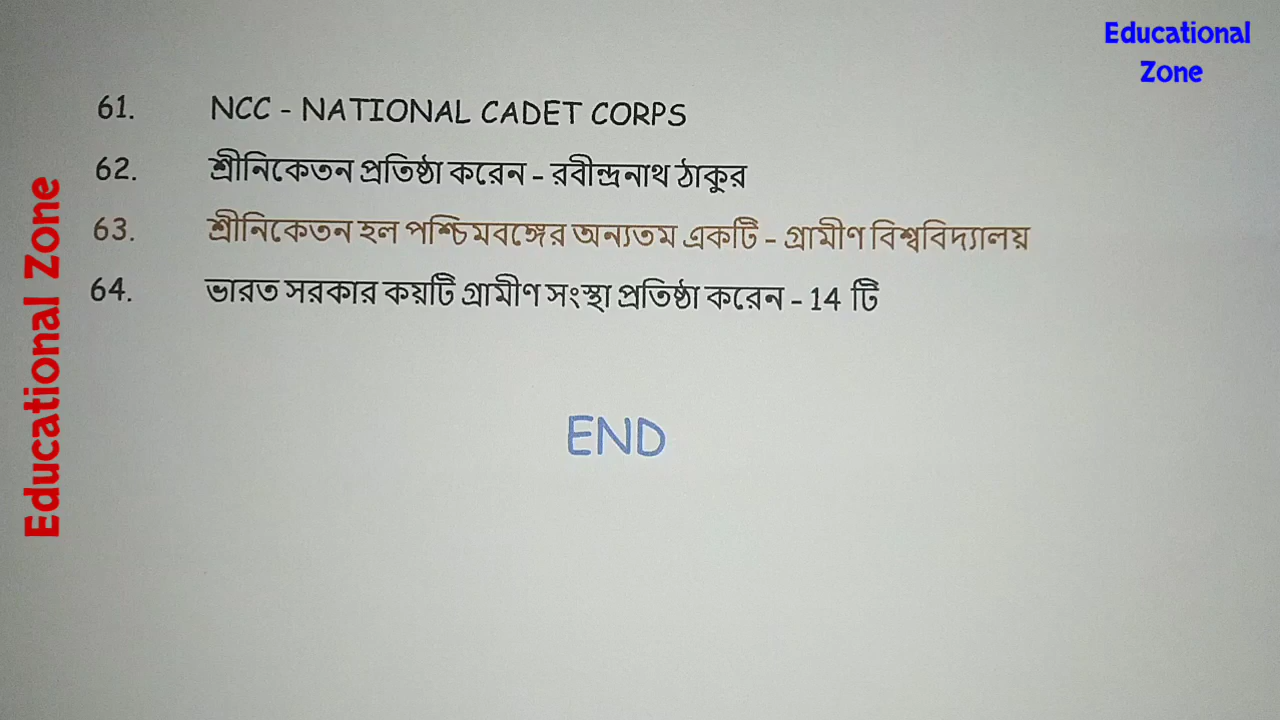 Educational
Zone
61. NCC - NATIONAL CADET CORPS
62. শ্রীনিকেতন প্রতিষ্ঠা করেন - রবীন্দ্রনাথ ঠাকুর
63. শ্রীনিকেতন হল পশ্চিমবঙ্গের অন্যতম একটি - গ্রামীণ বিশ্ববিদ্যালয়
64. ভারত সরকার কয়টি গ্রামীণ সংস্থা প্রতিষ্ঠা করেন - 14 টি
END
Educational Zone